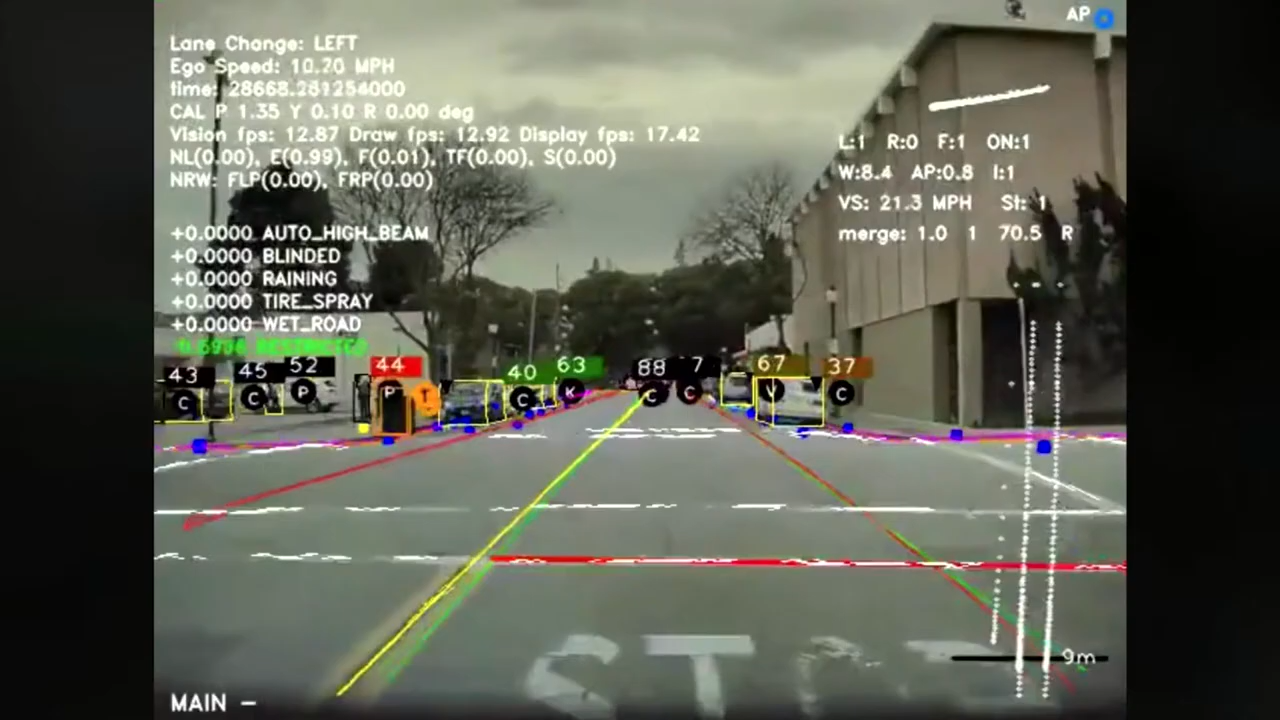 AP
Lane Change: LEFT
Ego Speed: 10.20 MPH
time: 28668.261254000
CAL P 1.35 Y 0.10 R 0.00 deg
Vision fps: 12.87 Draw fps: 12.92 Display fps: 17.42
NL(0.00), E(0.99), F(0.01), TF(0.00), S(0.00)
NRW: FLP(0.00), FRP(0.00)
L:1 R:0 F:1 ON:1
W:8.4 AP:0.8 I:1
VS: 21.3 MPH St: 1
merge: 1.0 1 70.5 R
+0.0000 AUTO_HIGH_BEAM
+0.0000 BLINDED
+0.0000 RAINING
+0.0000 TIRE_SPRAY
+0.0000 WET_ROAD
RESTRICTED
43 45 52 44 40 63 88 7 67 37
C C P P T C K C C V C
9m
MAIN -